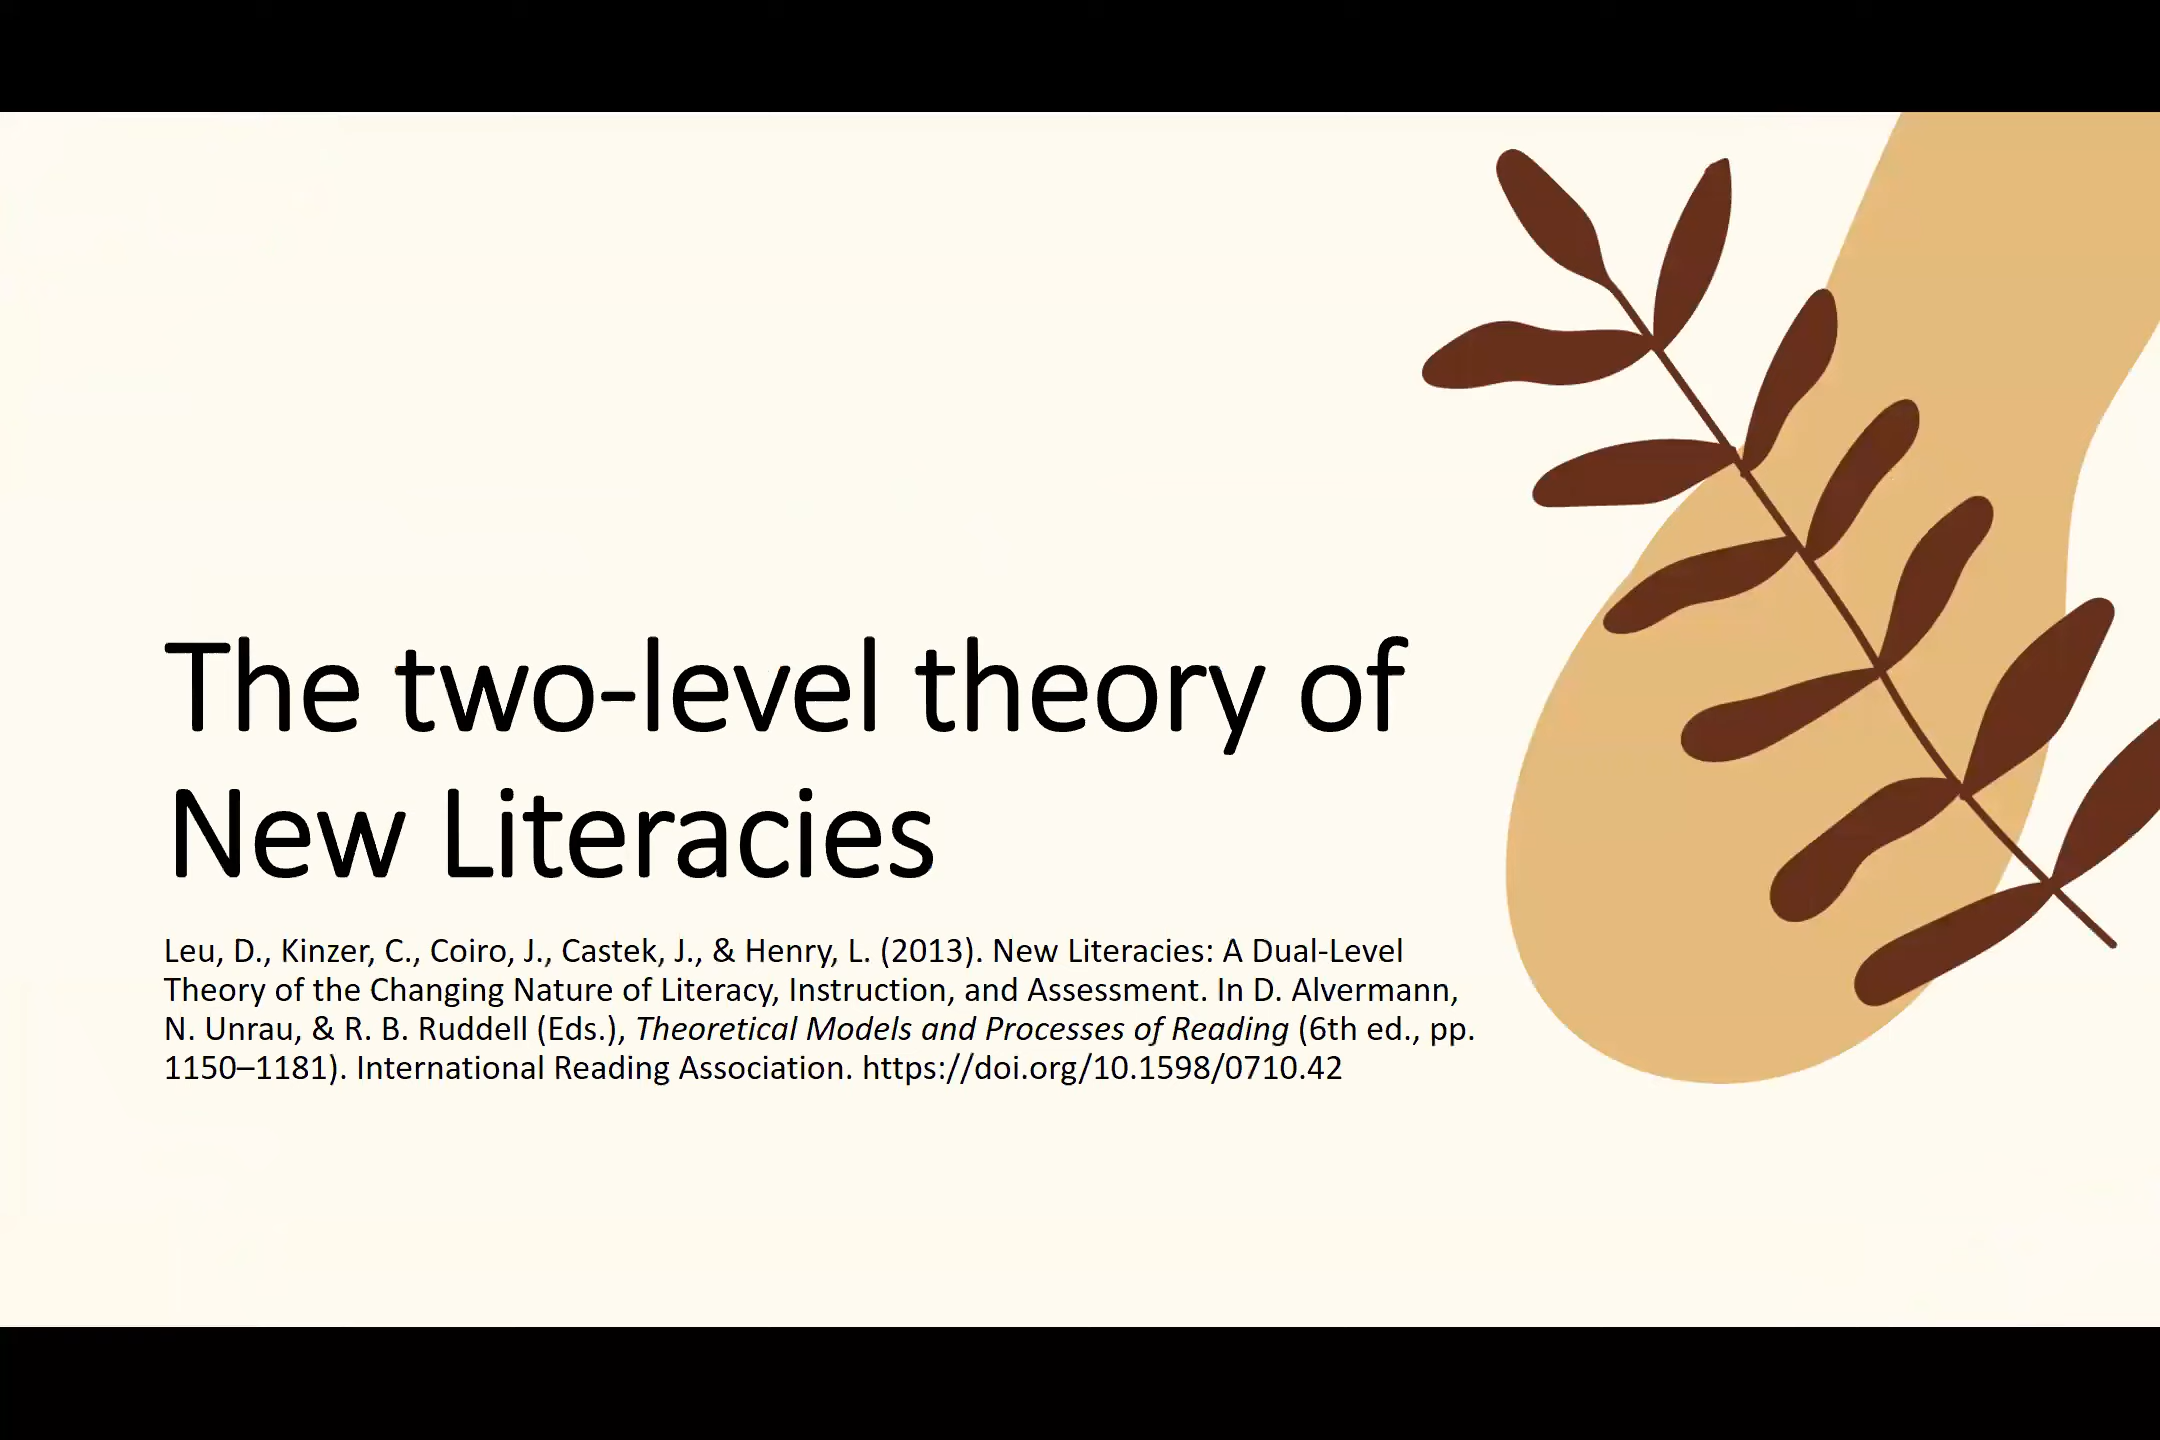 The two-level theory of
New Literacies
Leu, D., Kinzer, C., Coiro, J., Castek, J., & Henry, L. (2013). New Literacies: A Dual-Level
Theory of the Changing Nature of Literacy, Instruction, and Assessment. In D. Alvermann,
N. Unrau, & R. B. Ruddell (Eds.), Theoretical Models and Processes of Reading (6th ed., pp.
1150–1181). International Reading Association. https://doi.org/10.1598/0710.42